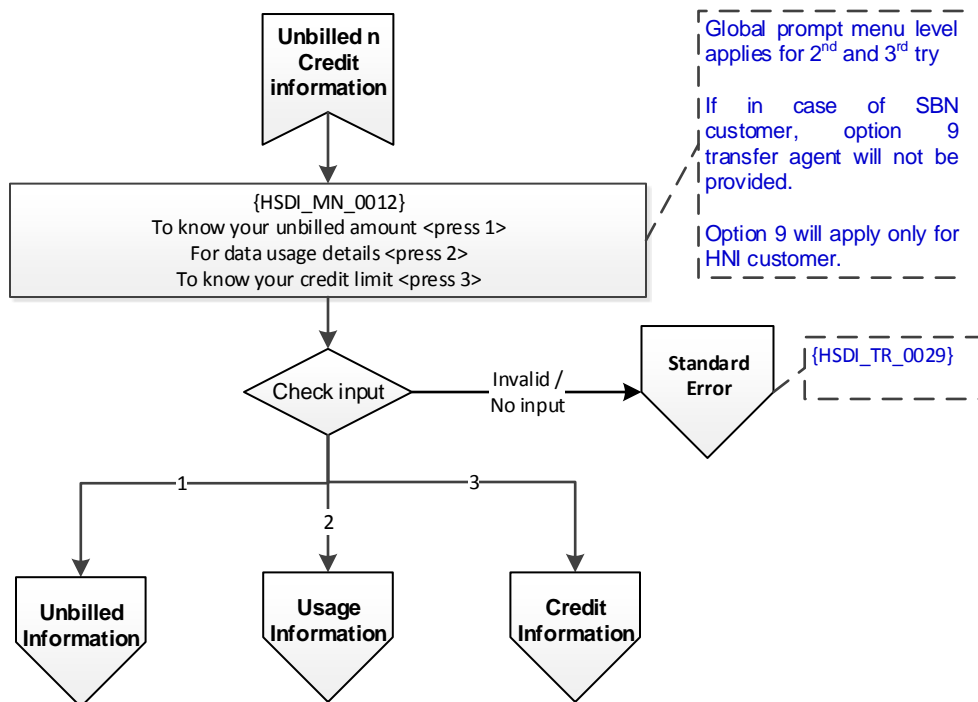 Unbilled n
Credit
information
Global prompt menu level
applies for 2nd and 3rd try
If in case of SBN
customer, option 9
transfer agent will not be
provided.
Option 9 will apply only for
HNI customer.
{HSDI_MN_0012}
To know your unbilled amount <press 1>
For data usage details <press 2>
To know your credit limit <press 3>
Check input
Invalid /
No input
Standard
Error
{HSDI_TR_0029}
1
2
3
Unbilled
Information
Usage
Information
Credit
Information